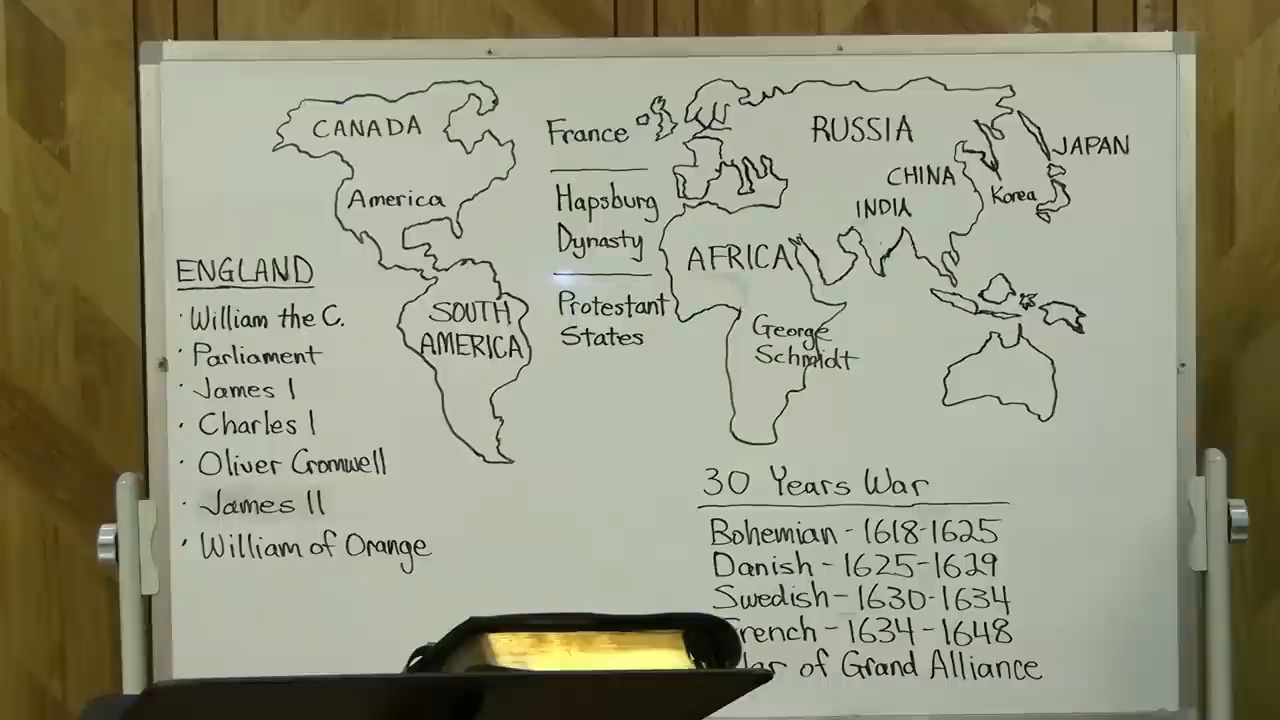 CANADA
America
SOUTH
AMERICA
France
Hapsburg
Dynasty
Protestant
States
RUSSIA
CHINA
JAPAN
Korea
INDIA
AFRICA
George
Schmidt
ENGLAND
· William the C.
· Parliament
· James I
· Charles I
· Oliver Cromwell
· James II
· William of Orange
30 Years War
Bohemian - 1618-1625
Danish - 1625-1629
Swedish - 1630-1634
French - 1634-1648
of Grand Alliance